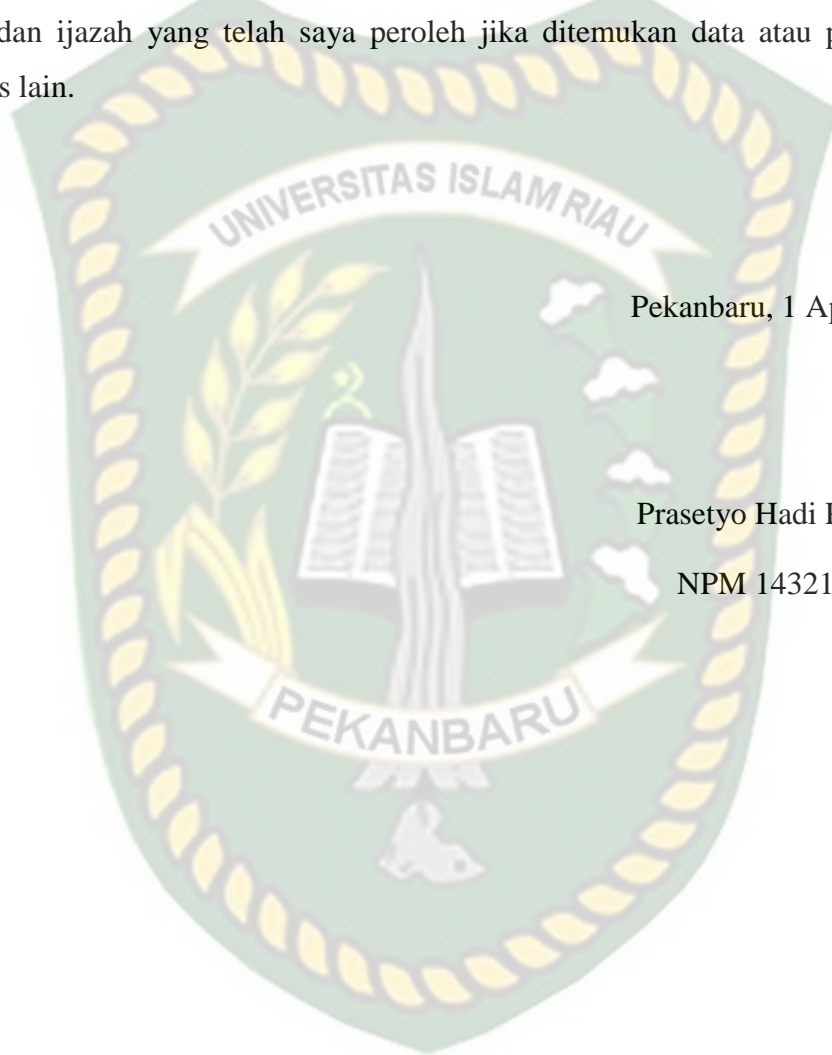 dan ijazah yang telah saya peroleh jika ditemukan data atau p
s lain.
UNIVERSITAS ISLAM RIAU
Pekanbaru, 1 Ap
Prasetyo Hadi
NPM 14321
PEKANBARU